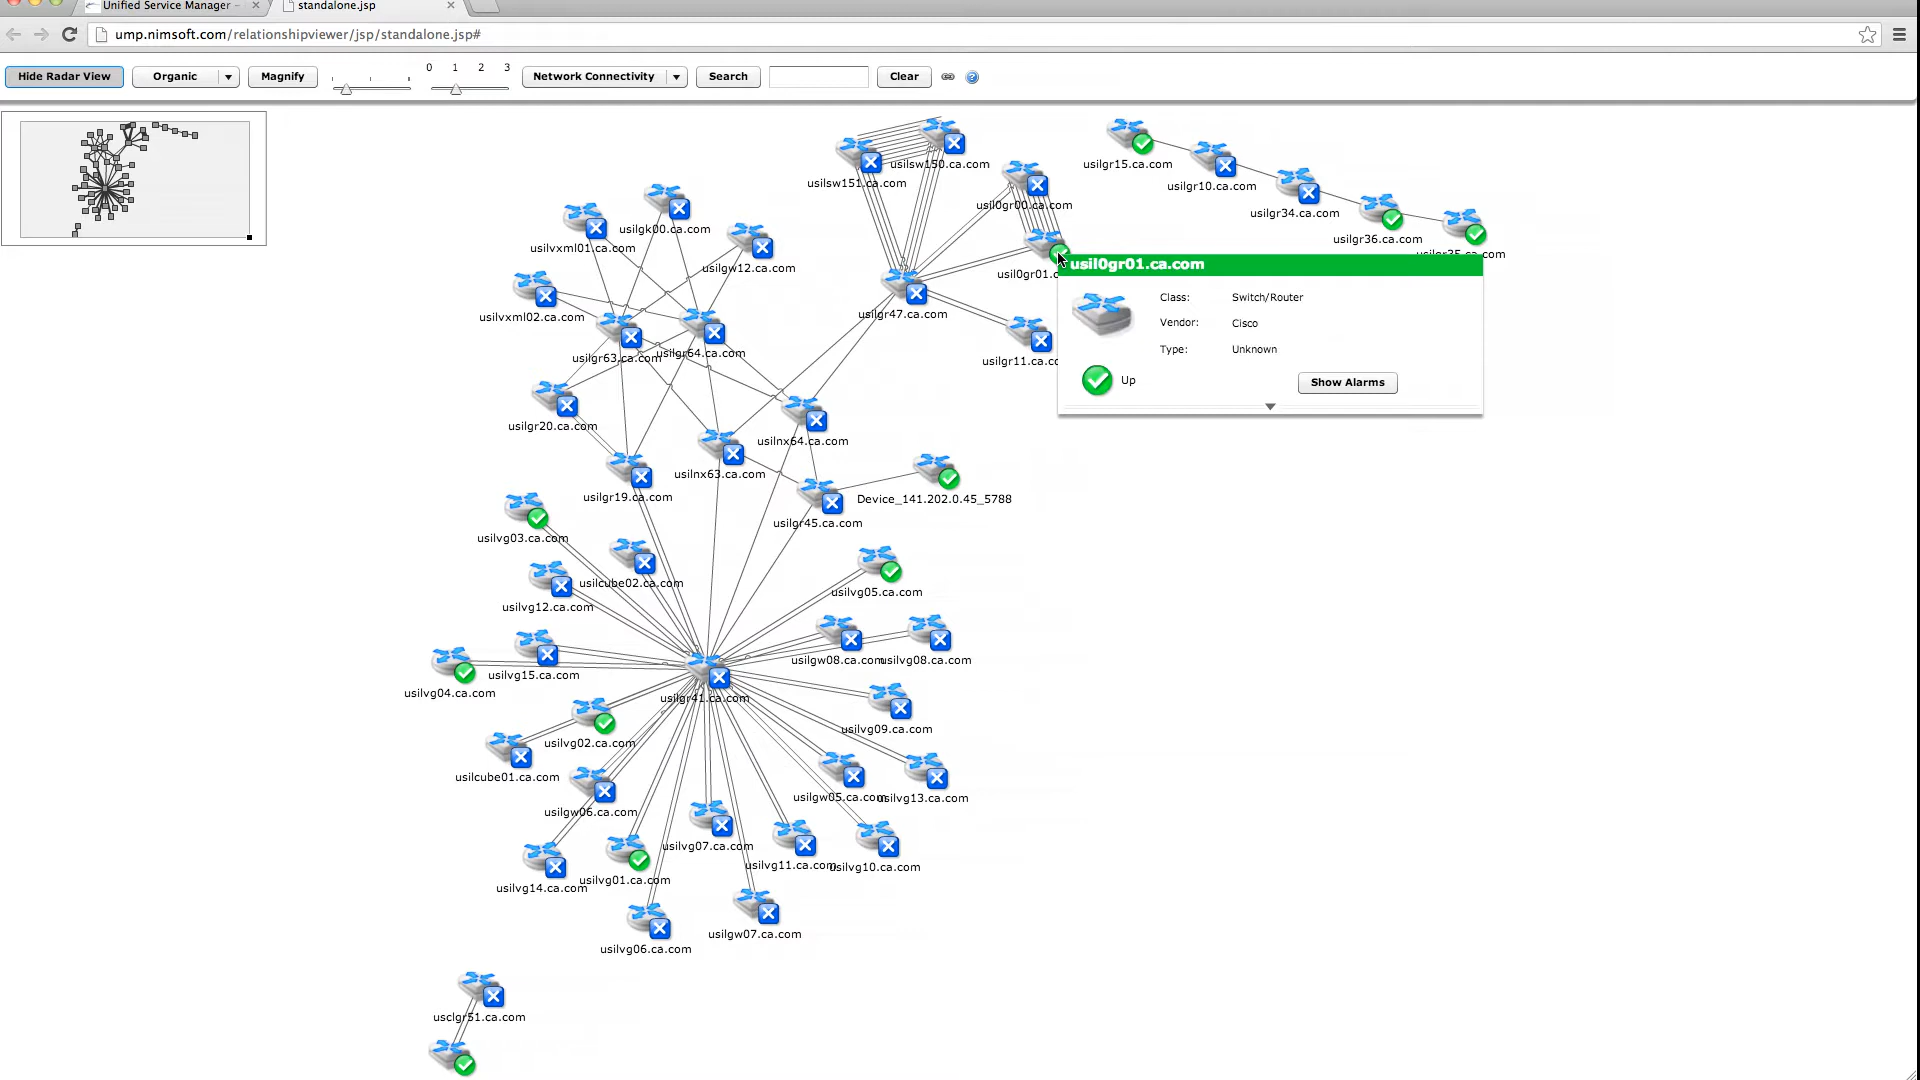 Unified Service Manager –
standalone.jsp
ump.nimsoft.com/relationshipviewer/jsp/standalone.jsp#
Hide Radar View
Organic
Magnify
0 1 2 3
Network Connectivity
Search
Clear
usilsw150.ca.com
usilsw151.ca.com
usilgr15.ca.com
usilgr10.ca.com
usil0gr00.ca.com
usilgr34.ca.com
usilgk00.ca.com
usilgr36.ca.com
usilvxml01.ca.com
usilgr35.ca.com
usilgw12.ca.com
usil0gr01.c
usil0gr01.ca.com
Class: Switch/Router
Vendor: Cisco
Type: Unknown
Up
Show Alarms
usilvxml02.ca.com
usilgr47.ca.com
usilgr63.ca.com
usilgr64.ca.com
usilgr11.ca.co
usilgr20.ca.com
usilnx64.ca.com
usilnx63.ca.com
usilgr19.ca.com
Device_141.202.0.45_5788
usilgr45.ca.com
usilvg03.ca.com
usilcube02.ca.com
usilvg05.ca.com
usilvg12.ca.com
usilgw08.ca.com
usilvg08.ca.com
usilvg15.ca.com
usilvg04.ca.com
usilgr41.ca.com
usilvg09.ca.com
usilvg02.ca.com
usilcube01.ca.com
usilgw05.ca.com
usilvg13.ca.com
usilgw06.ca.com
usilvg07.ca.com
usilvg11.ca.com
usilvg10.ca.com
usilvg01.ca.com
usilvg14.ca.com
usilgw07.ca.com
usilvg06.ca.com
usclgr51.ca.com